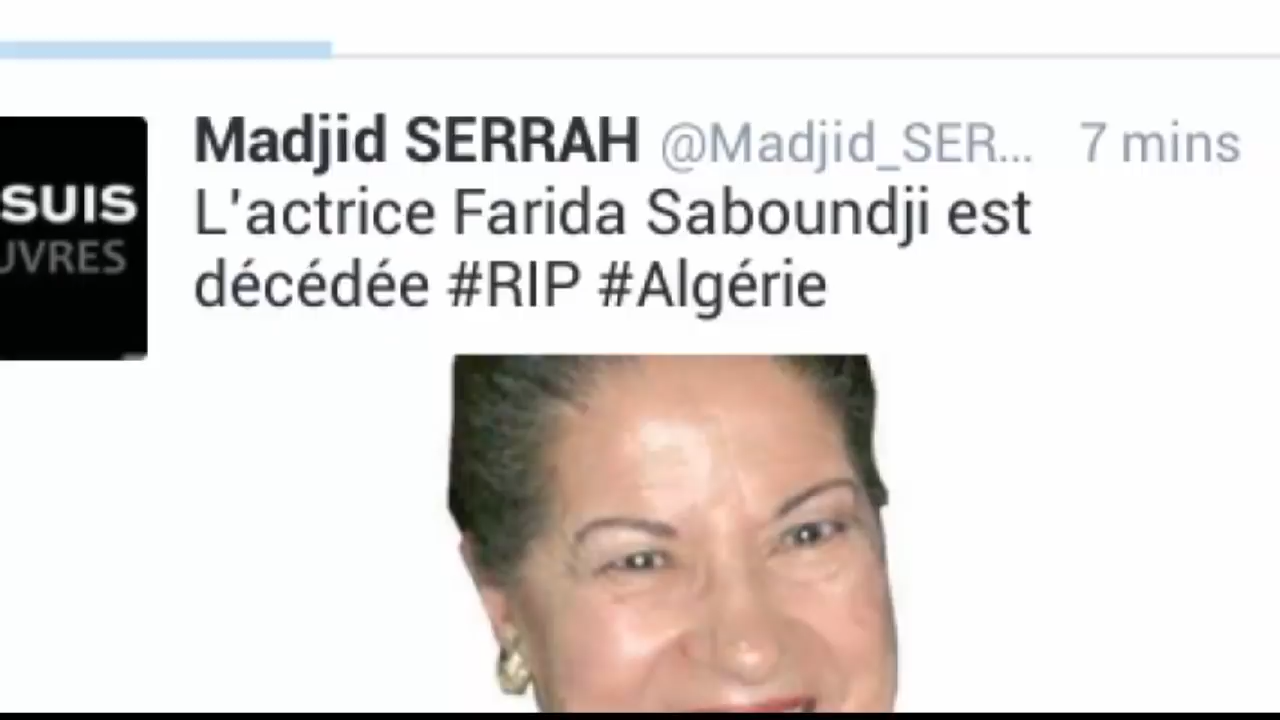 SUIS
UVRES
Madjid SERRAH @Madjid_SER... 7 mins
L'actrice Farida Saboundji est
décédée #RIP #Algérie